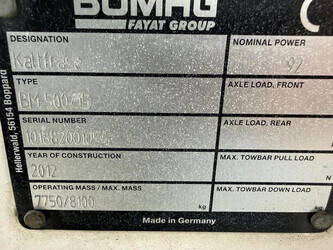 BOMAG
FAYAT GROUP
DESIGNATION
Kaltfräse
NOMINAL POWER
92
TYPE
BM 500/15
AXLE LOAD. FRONT
SERIAL NUMBER
AXLE LOAD. REAR
YEAR OF CONSTRUCTION
2012
MAX. TOWBAR PULL LOAD
N
OPERATING MASS / MAX. MASS
7750/8100
kg
MAX. TOWBAR DOWN LOAD
Made in Germany
Hellerwald, 56154 Boppard